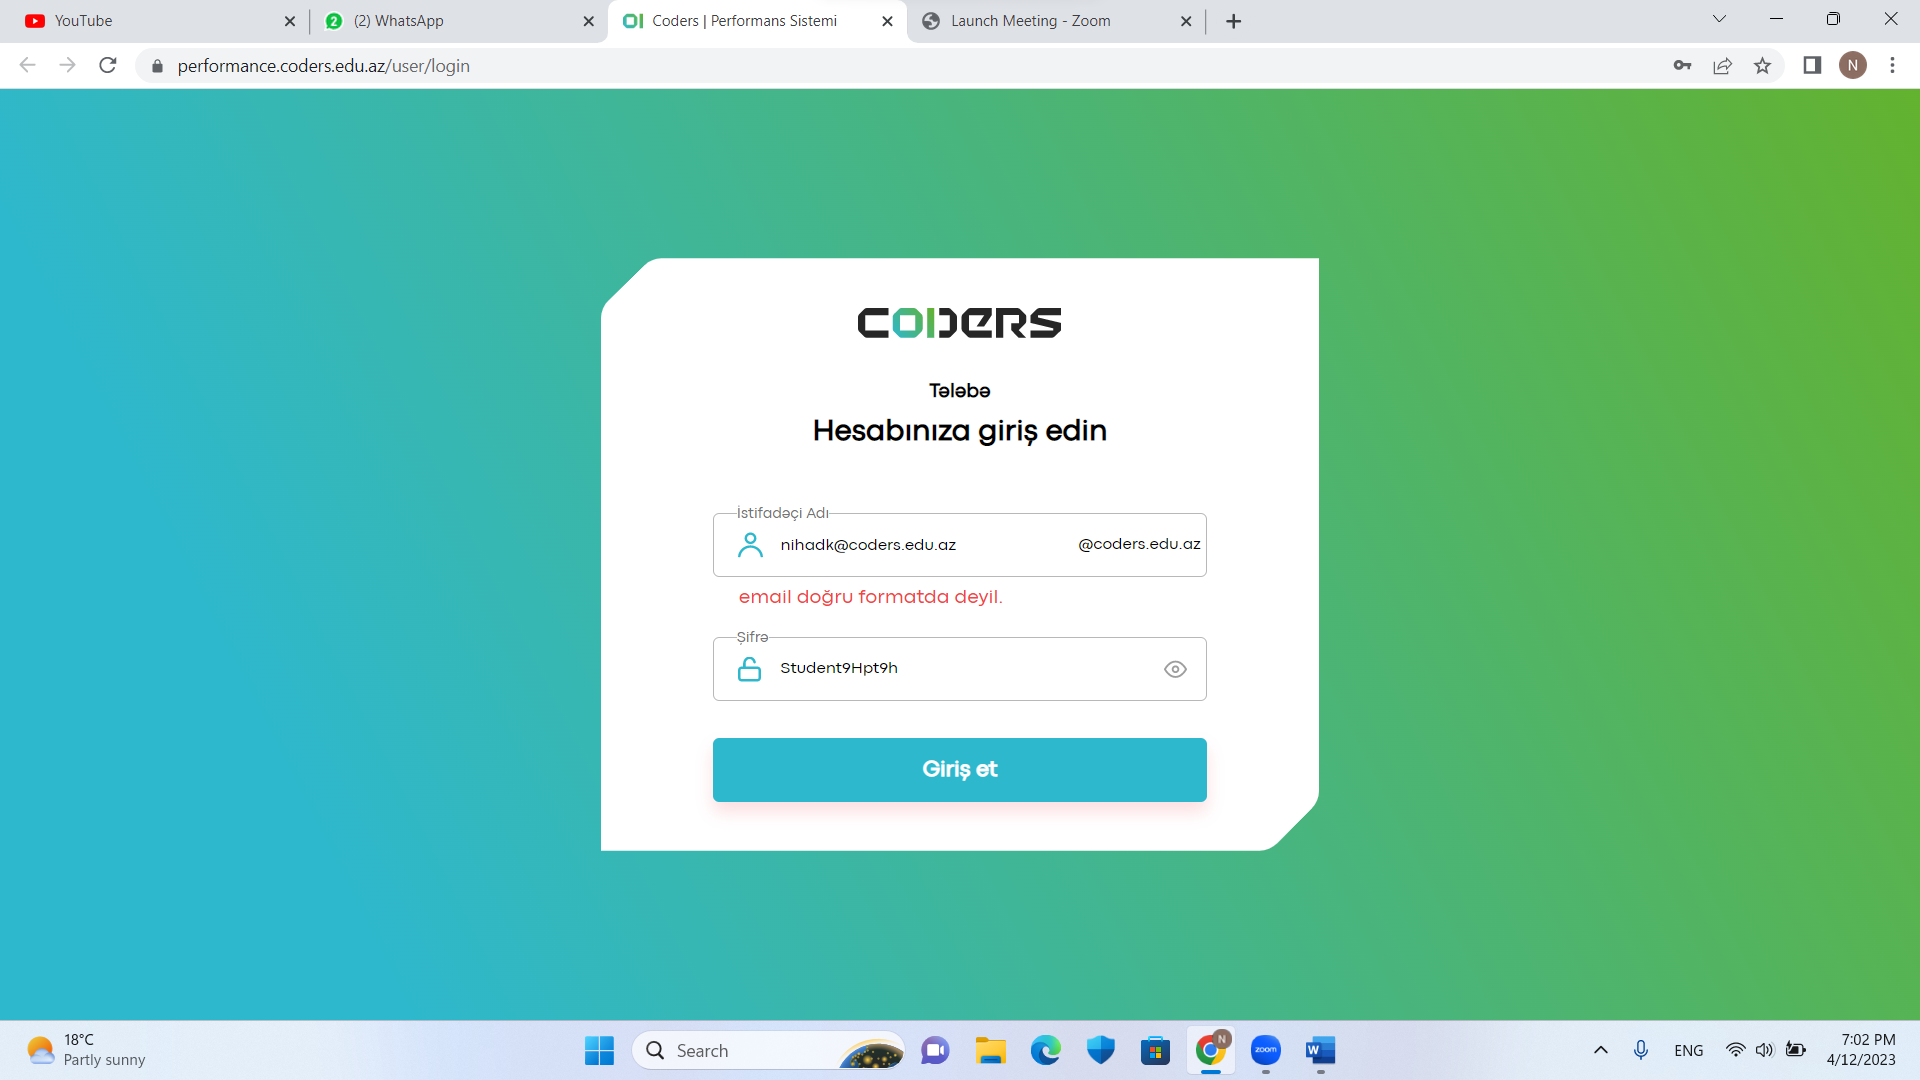 YouTube
(2) WhatsApp
Coders | Performans Sistemi
Launch Meeting - Zoom
performance.coders.edu.az/user/login
N
CODERS
Tələbə
Hesabınıza giriş edin
İstifadəçi Adı
nihadk@coders.edu.az @coders.edu.az
email doğru formatda deyil.
Şifrə
Student9Hpt9h
Giriş et
18°C
Partly sunny
Search
N
zoom
W
ENG
7:02 PM
4/12/2023